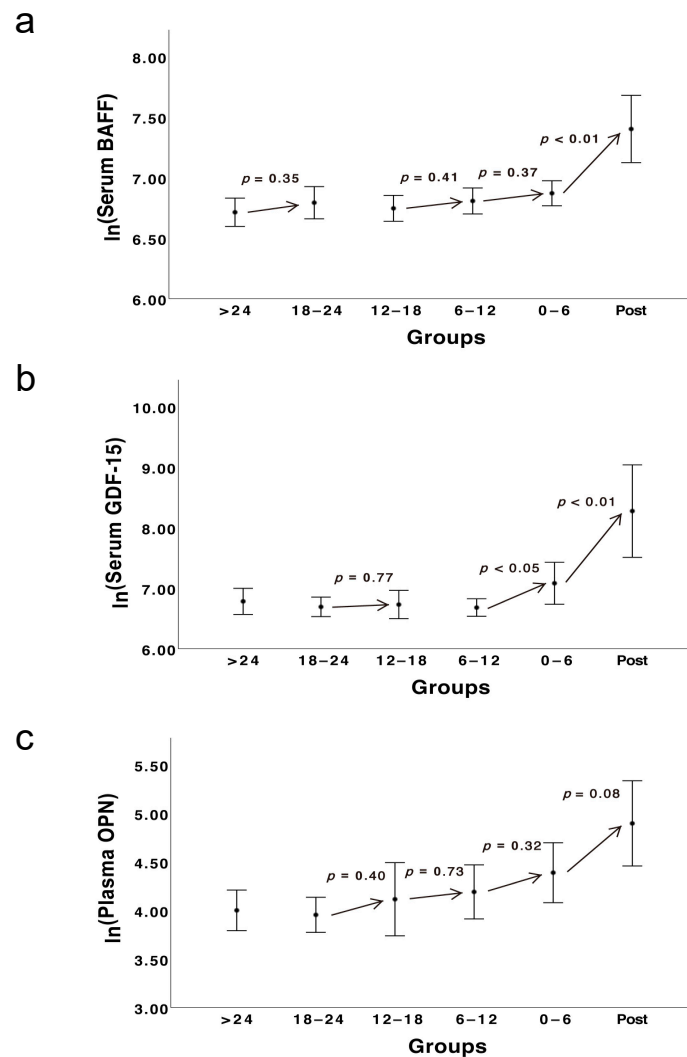 a
ln(Serum BAFF)
8.00
7.50
7.00
6.50
6.00
p = 0.35
p = 0.41
p = 0.37
p < 0.01
>24 18–24 12–18 6–12 0–6 Post
Groups
b
ln(Serum GDF-15)
10.00
9.00
8.00
7.00
6.00
p = 0.77
p < 0.05
p < 0.01
>24 18–24 12–18 6–12 0–6 Post
Groups
c
ln(Plasma OPN)
5.50
5.00
4.50
4.00
3.50
3.00
p = 0.40
p = 0.73
p = 0.32
p = 0.08
>24 18–24 12–18 6–12 0–6 Post
Groups